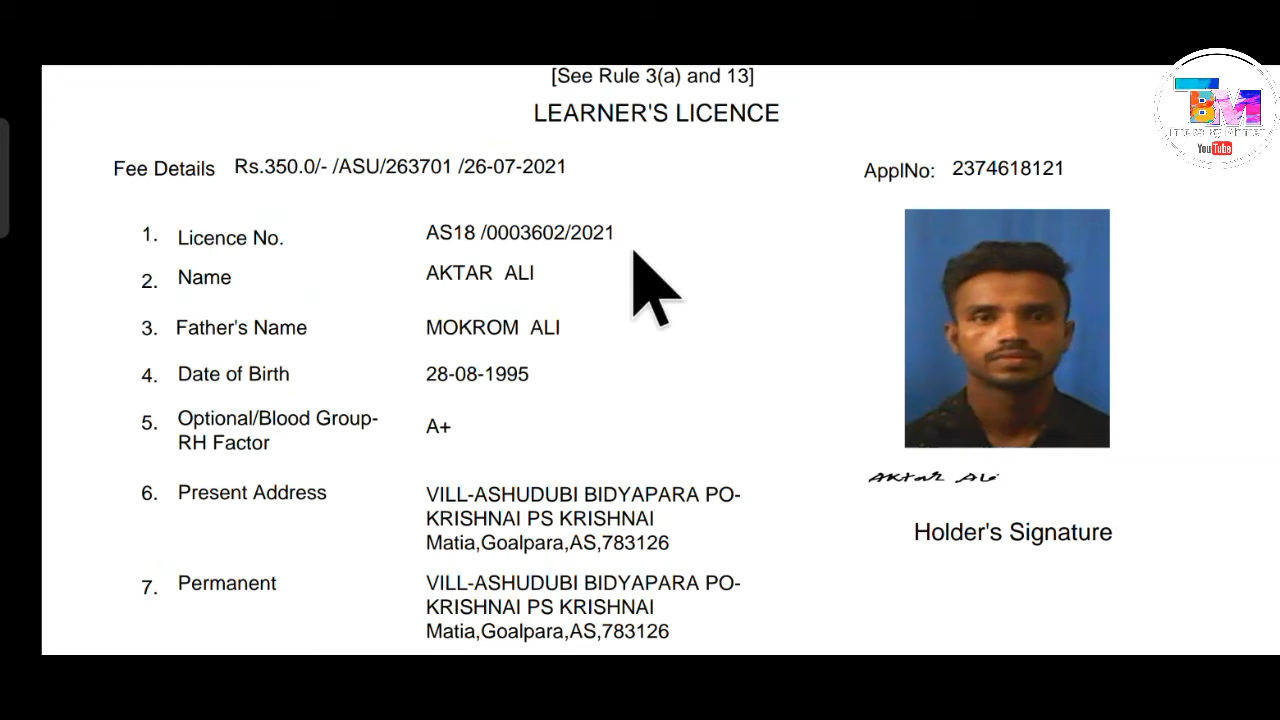 [See Rule 3(a) and 13]
LEARNER'S LICENCE
Fee Details Rs.350.0/- /ASU/263701 /26-07-2021
ApplNo: 2374618121
1. Licence No. AS18 /0003602/2021
2. Name AKTAR ALI
3. Father's Name MOKROM ALI
4. Date of Birth 28-08-1995
5. Optional/Blood Group-
RH Factor A+
6. Present Address VILL-ASHUDUBI BIDYAPARA PO-
KRISHNAI PS KRISHNAI
Matia,Goalpara,AS,783126
7. Permanent VILL-ASHUDUBI BIDYAPARA PO-
KRISHNAI PS KRISHNAI
Matia,Goalpara,AS,783126
AKtar Ali
Holder's Signature
TBM
YouTube